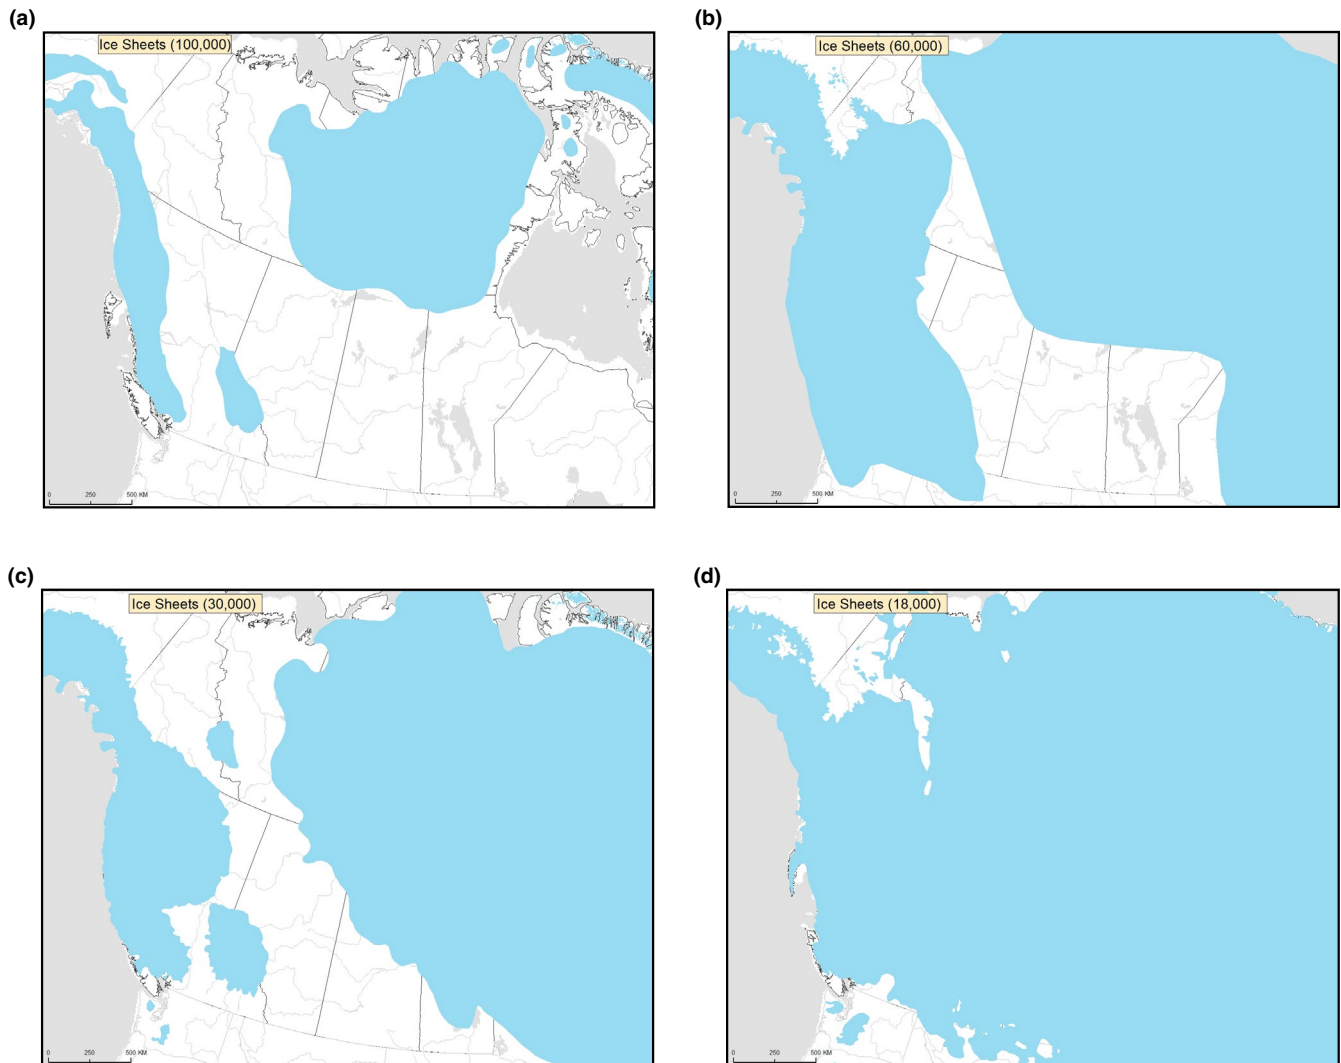 (a)
Ice Sheets (100,000)
0 250 500 KM
(b)
Ice Sheets (60,000)
0 250 500 KM
(c)
Ice Sheets (30,000)
0 250 500 KM
(d)
Ice Sheets (18,000)
0 250 500 KM